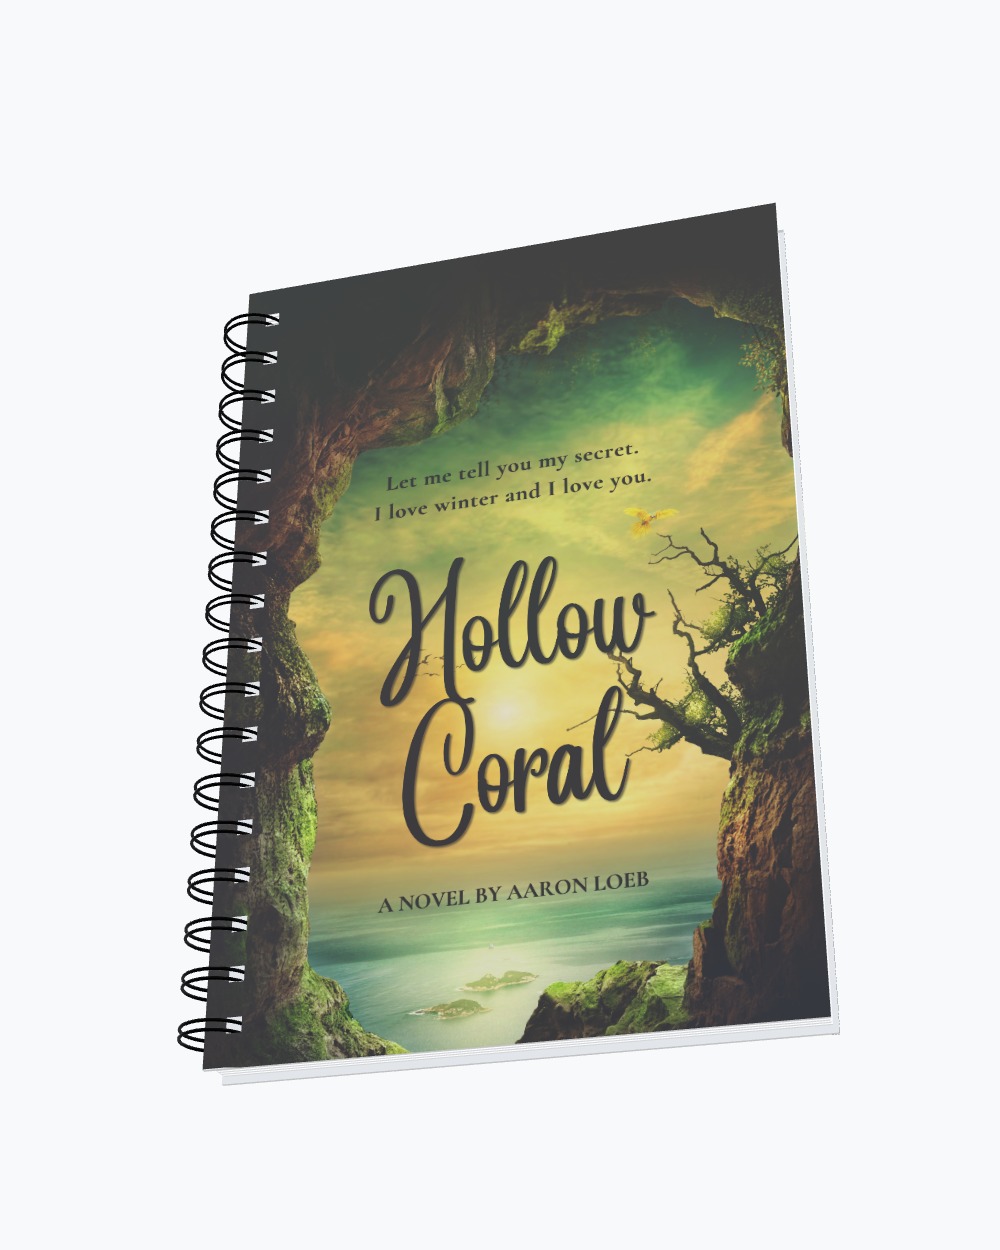 Let me tell you my secret.
I love winter and I love you.
Hollow
Coral
A NOVEL BY AARON LOEB